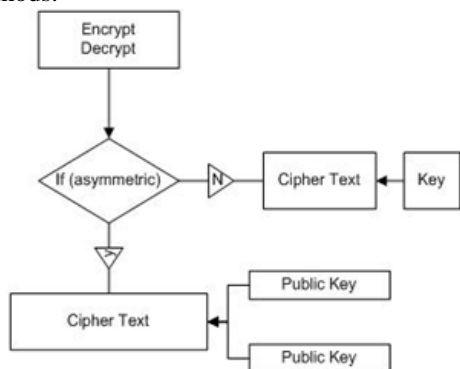 Encrypt
Decrypt
If (asymmetric)
N
Cipher Text
Key
y
Cipher Text
Public Key
Public Key